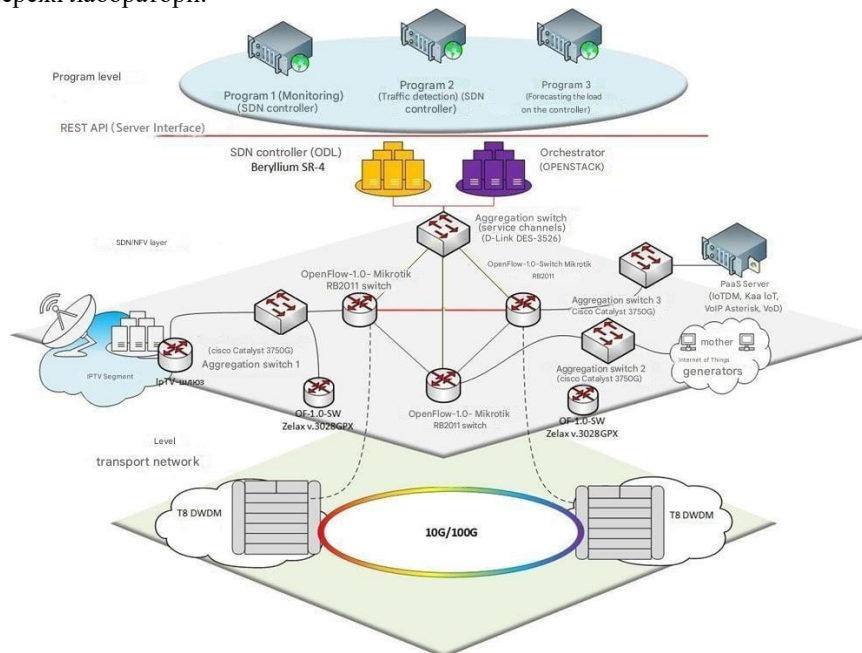 мережі лабораторії.
Program level
Program 1 (Monitoring)
(SDN controller)
Program 2
(Traffic detection) (SDN
controller)
Program 3
(Forecasting the load
on the controller)
REST API (Server Interface)
SDN controller (ODL)
Beryllium SR-4
Orchestrator
(OPENSTACK)
Aggregation switch
(service channels)
(D-Link DES-3526)
SDN/NFV layer
OpenFlow-1.0- Mikrotik
RB2011 switch
OpenFlow-1.0-Switch Mikrotik
RB2011
Aggregation switch 3
Cisco Catalyst 3750G)
PaaS Server
(IoTDM, Kaa IoT,
VoIP Asterisk, VoD)
IPTV Segment
IpTV-шлюз
(cisco Catalyst 3750G)
Aggregation switch 1
mother
Internet of Things
generators
Aggregation switch 2
(cisco Catalyst 3750G)
OF-1.0-SW
Zelax v.3028GPX
OpenFlow-1.0- Mikrotik
RB2011 switch
OF-1.0-SW
Zelax v.3028GPX
Level
transport network
T8 DWDM
10G/100G
T8 DWDM